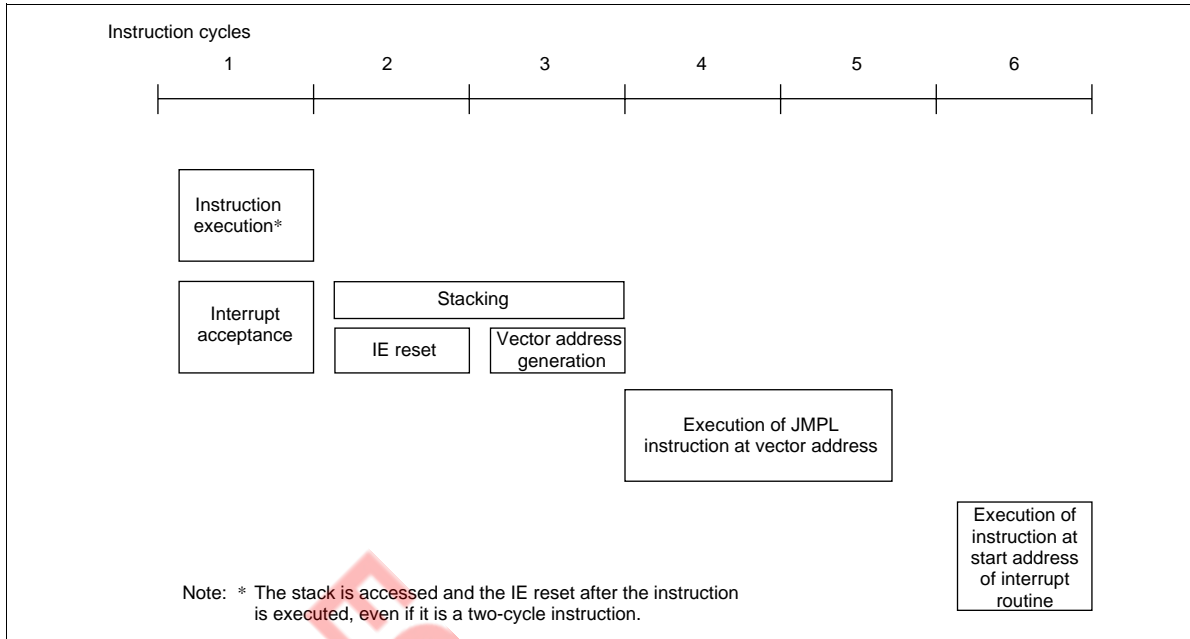 Instruction cycles
1 2 3 4 5 6
Instruction
execution*
Interrupt
acceptance
Stacking
IE reset
Vector address
generation
Execution of JMPL
instruction at vector address
Execution of
instruction at
start address
of interrupt
routine
Note: * The stack is accessed and the IE reset after the instruction
is executed, even if it is a two-cycle instruction.